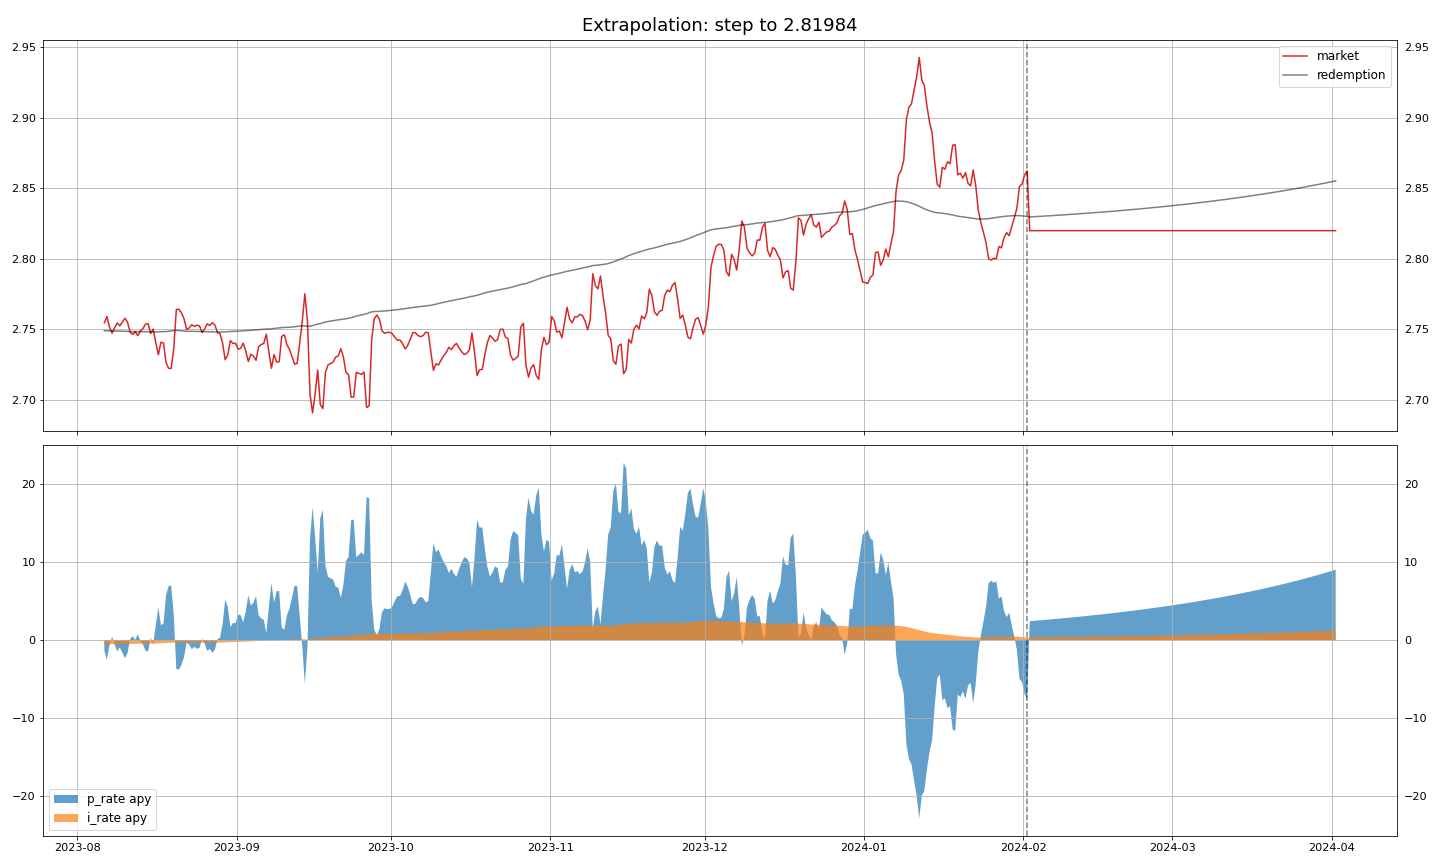 Extrapolation: step to 2.81984
2.95 2.95
market
redemption
2.90 2.90
2.85 2.85
2.80 2.80
2.75 2.75
2.70 2.70
20 20
10 10
0 0
−10 −10
−20 −20
p_rate apy
i_rate apy
2023-08 2023-09 2023-10 2023-11 2023-12 2024-01 2024-02 2024-03 2024-04